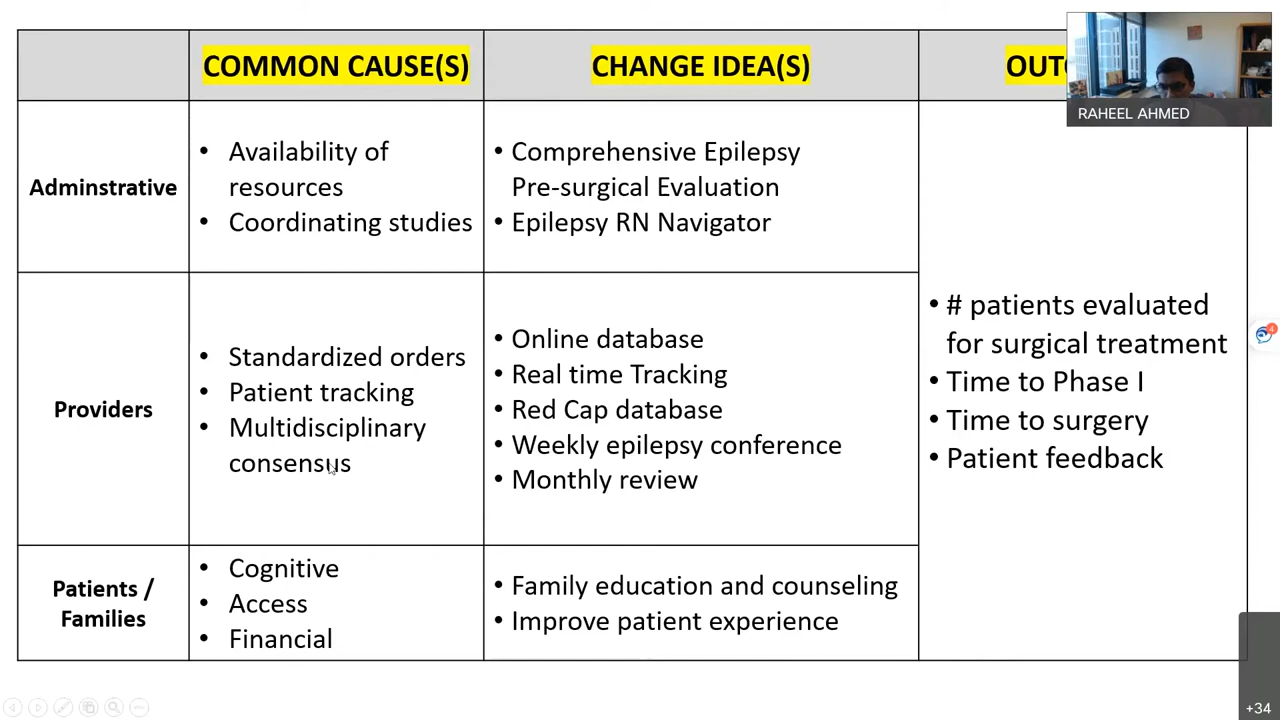 COMMON CAUSE(S)
CHANGE IDEA(S)
RAHEEL AHMED
Adminstrative
• Availability of
resources
• Coordinating studies
• Comprehensive Epilepsy
Pre-surgical Evaluation
• Epilepsy RN Navigator
Providers
• Standardized orders
• Patient tracking
• Multidisciplinary
consensus
• Online database
• Real time Tracking
• Red Cap database
• Weekly epilepsy conference
• Monthly review
Patients /
Families
• Cognitive
• Access
• Financial
• Family education and counseling
• Improve patient experience
• # patients evaluated
for surgical treatment
• Time to Phase I
• Time to surgery
• Patient feedback
4
+34